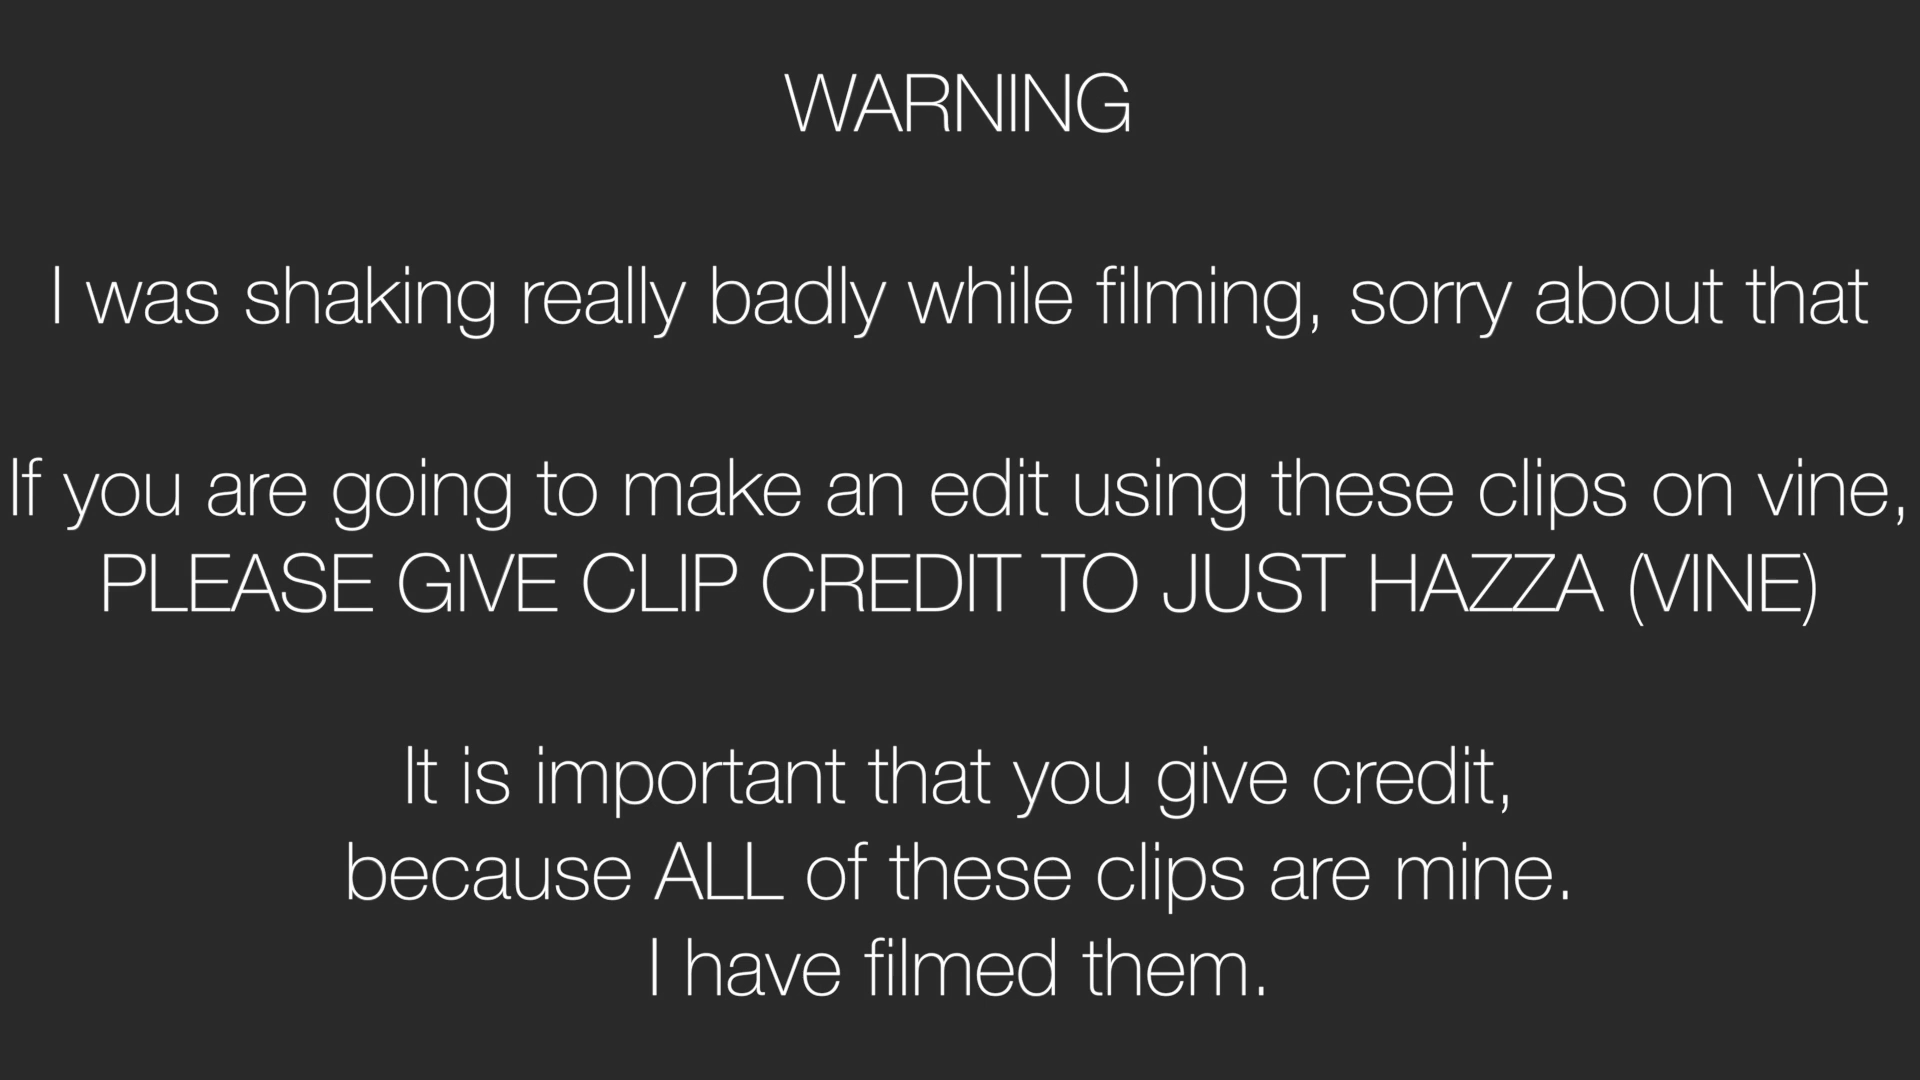 WARNING
I was shaking really badly while filming, sorry about that
If you are going to make an edit using these clips on vine,
PLEASE GIVE CLIP CREDIT TO JUST HAZZA (VINE)
It is important that you give credit,
because ALL of these clips are mine.
I have filmed them.